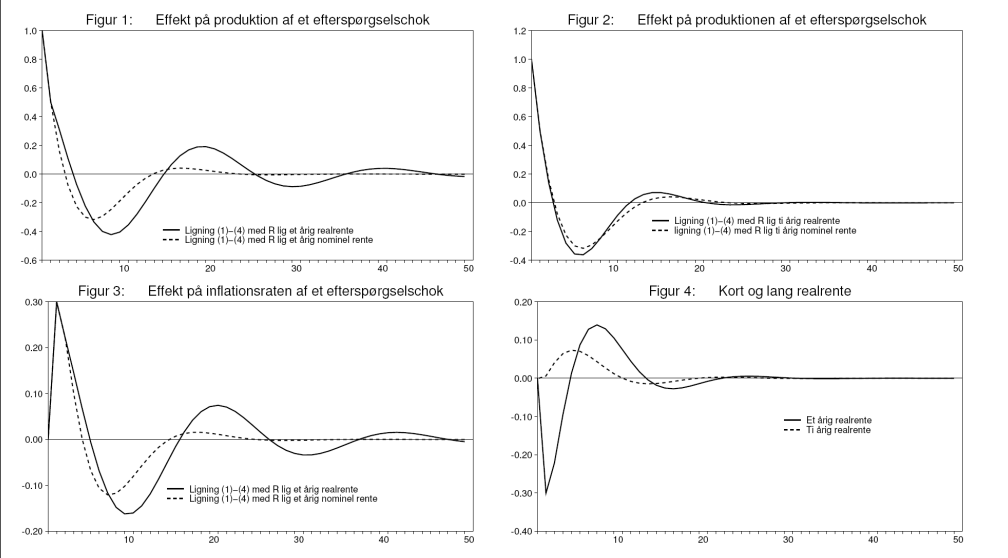 Figur 1: Effekt på produktion af et efterspørgselschok
1.0
0.8
0.6
0.4
0.2
0.0
-0.2
-0.4
-0.6
Ligning (1)–(4) med R lig et årig realrente
Ligning (1)–(4) med R lig et årig nominel rente
10 20 30 40 50
Figur 2: Effekt på produktionen af et efterspørgselschok
1.2
1.0
0.8
0.6
0.4
0.2
0.0
-0.2
-0.4
Ligning (1)–(4) med R lig ti årig realrente
ligning (1)–(4) med R lig ti årig nominel rente
10 20 30 40 50
Figur 3: Effekt på inflationsraten af et efterspørgselschok
0.30
0.20
0.10
0.00
-0.10
-0.20
Ligning (1)–(4) med R lig et årig realrente
Ligning (1)–(4) med R lig et årig nominel rente
10 20 30 40 50
Figur 4: Kort og lang realrente
0.20
0.10
0.00
-0.10
-0.20
-0.30
-0.40
Et årig realrente
Ti årig realrente
10 20 30 40 50